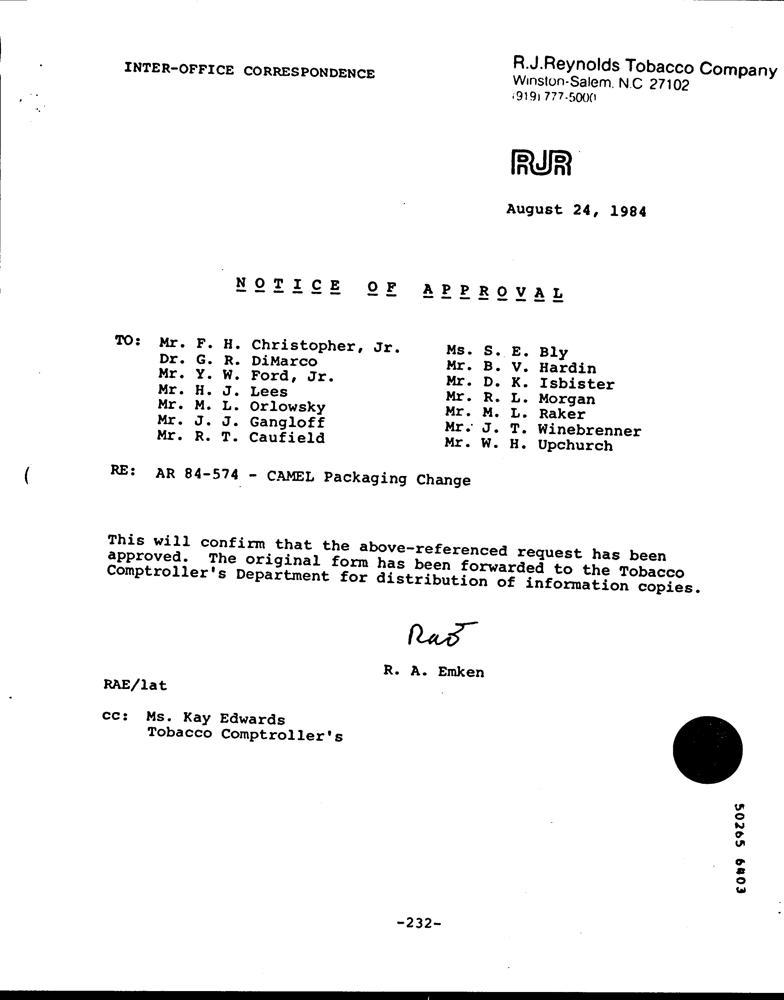 INTER-OFFICE CORRESPONDENCE
R.J.Reynolds Tobacco Company
Winston-Salem, N.C. 27102
(919) 777-5000
RJR
August 24, 1984
NOTICE OF APPROVAL
TO: Mr. F. H. Christopher, Jr.
Dr. G. R. DiMarco
Mr. Y. W. Ford, Jr.
Mr. H. J. Lees
Mr. M. L. Orlowsky
Mr. J. J. Gangloff
Mr. R. T. Caufield
Ms. S. E. Bly
Mr. B. V. Hardin
Mr. D. K. Isbister
Mr. R. L. Morgan
Mr. M. L. Raker
Mr. J. T. Winebrenner
Mr. W. H. Upchurch
RE: AR 84-574 - CAMEL Packaging Change
This will confirm that the above-referenced request has been
approved. The original form has been forwarded to the Tobacco
Comptroller's Department for distribution of information copies.
R. A. Emken
RAE/lat
cc: Ms. Kay Edwards
Tobacco Comptroller's
50265 6803
-232-